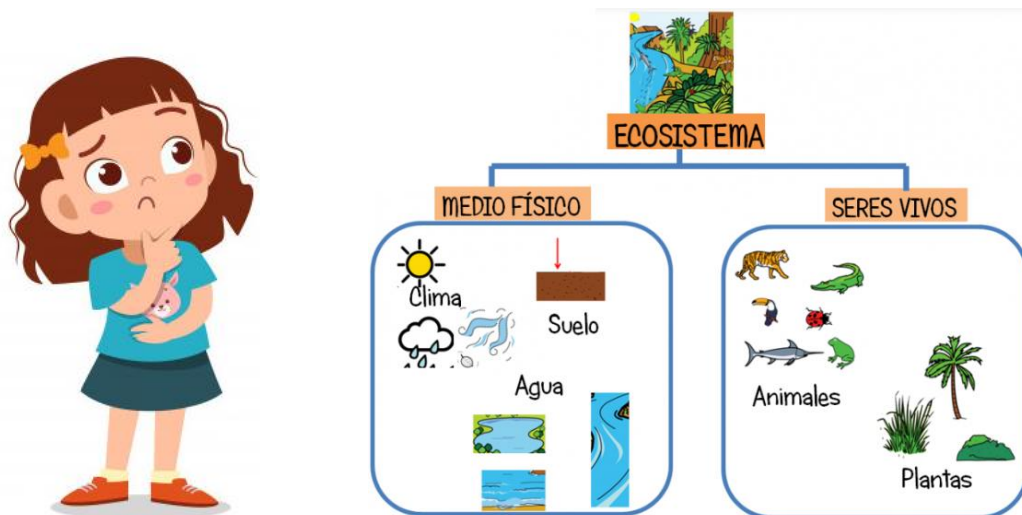 ECOSISTEMA
MEDIO FÍSICO
Clima
Suelo
Agua
SERES VIVOS
Animales
Plantas